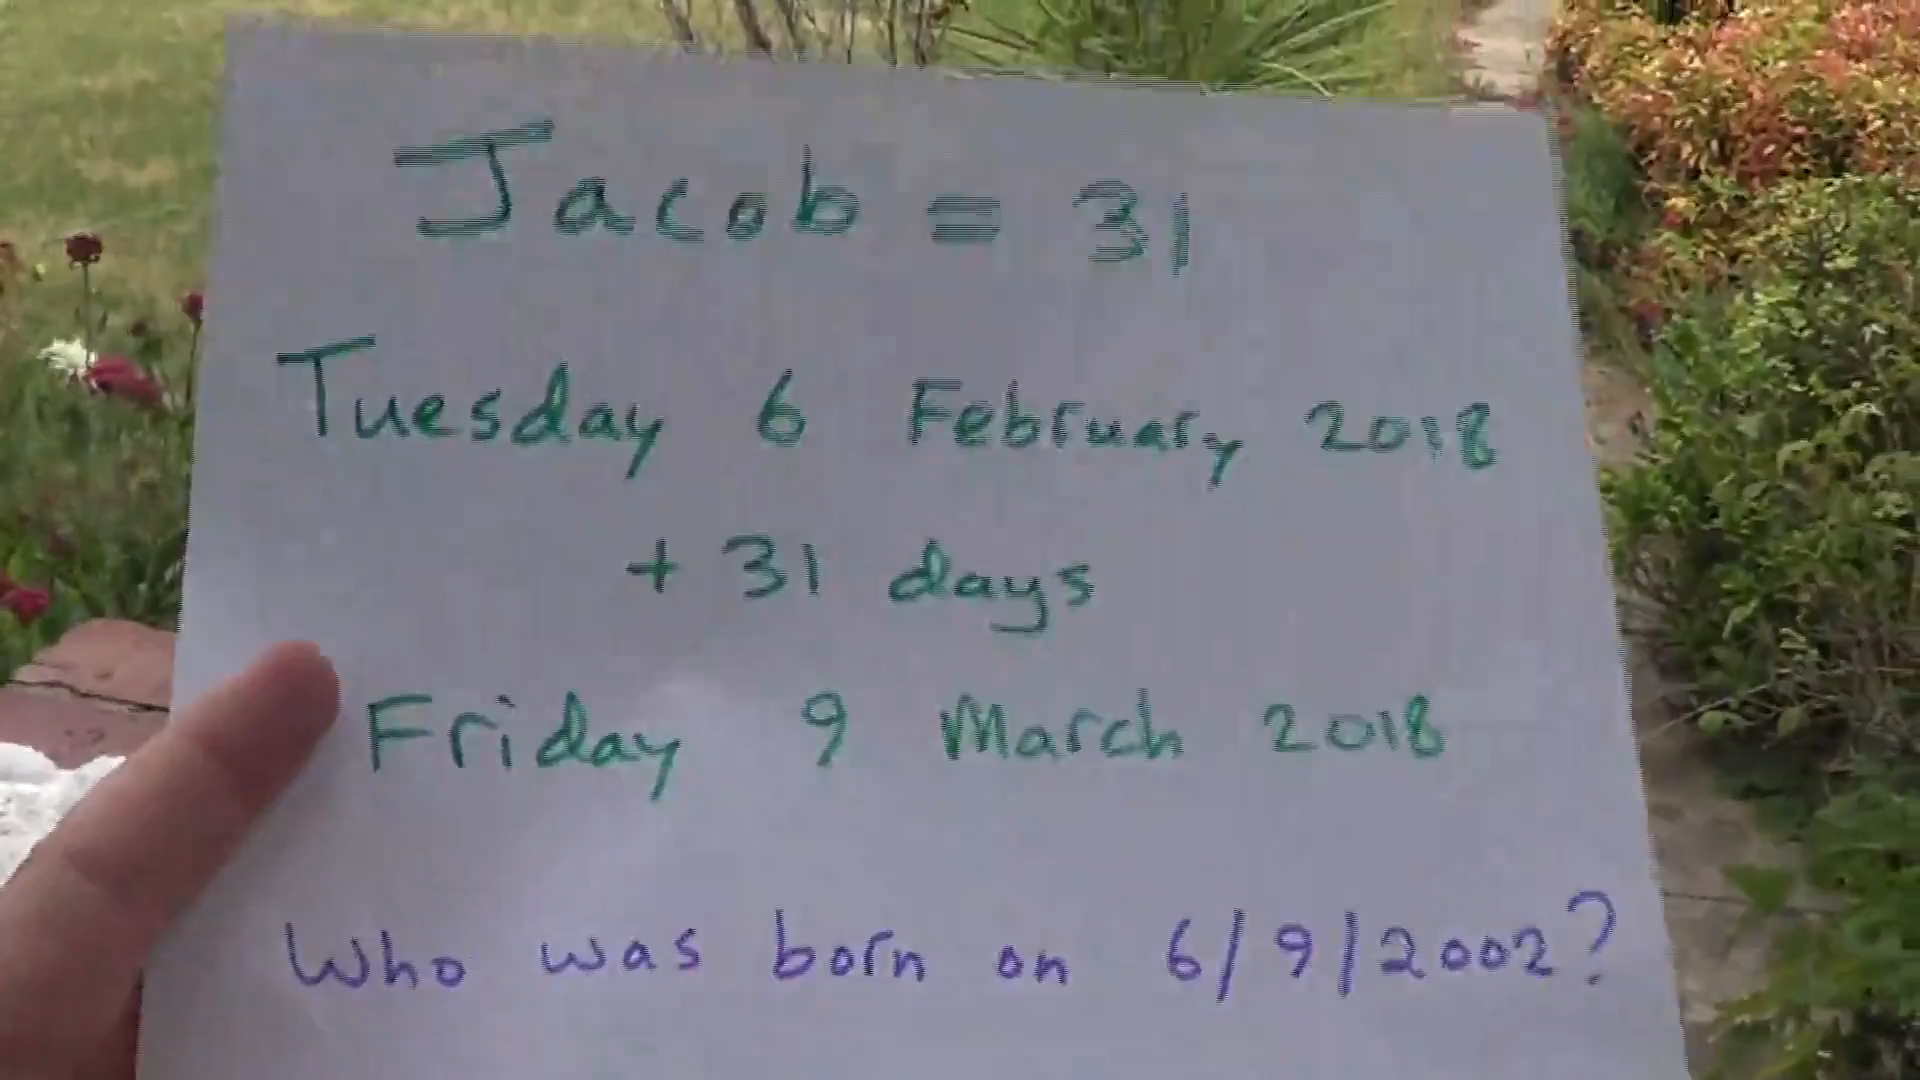 Jacob = 31
Tuesday 6 February 2018
+ 31 days
Friday 9 March 2018
Who was born on 6/9/2002?